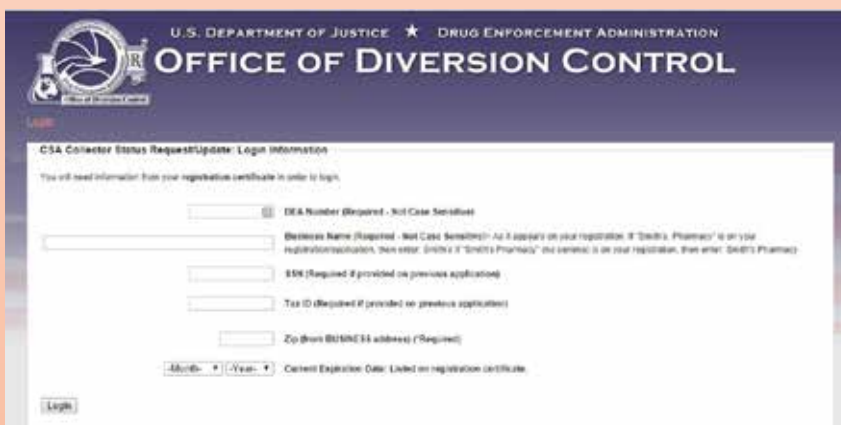 U.S. DEPARTMENT OF JUSTICE ★ DRUG ENFORCEMENT ADMINISTRATION
OFFICE OF DIVERSION CONTROL
R
Office of Diversion Control
Login
CSA Collector Status Request/Update: Login Information
You will need information from your registration certificate in order to login.
DEA Number (Required - Not Case Sensitive)
Business Name (Required - Not Case Sensitive)- As it appears on your registration. If "Smith's, Pharmacy" is on your
registration/application, then enter: Smith's If "Smith's Pharmacy" (no comma) is on your registration, then enter: Smith's Pharmacy
SSN (Required if provided on previous application)
Tax ID (Required if provided on previous application)
Zip (from BUSINESS address) (*Required)
-Month- -Year- Current Expiration Date: Listed on registration certificate.
Login